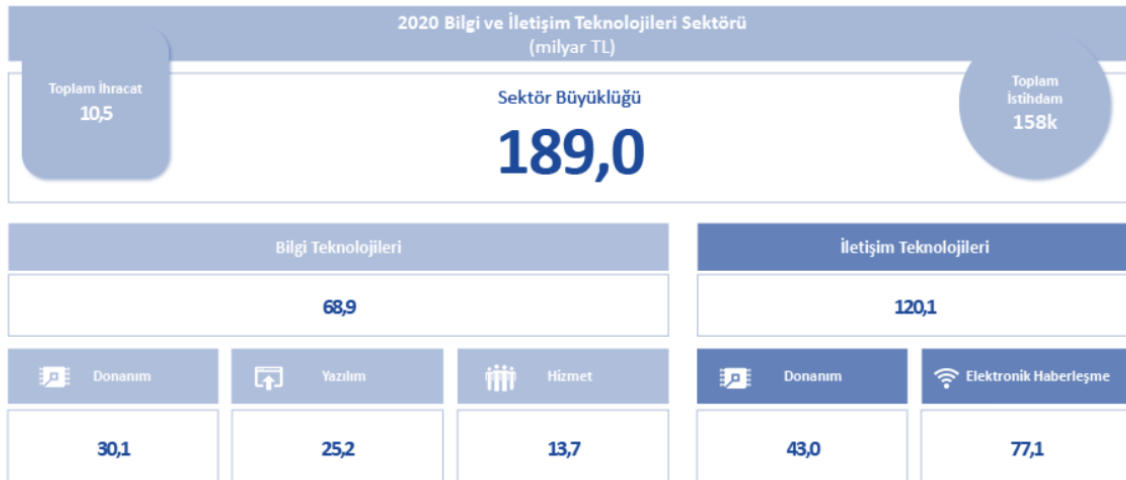 2020 Bilgi ve İletişim Teknolojileri Sektörü
(milyar TL)
Toplam İhracat
10,5
Sektör Büyüklüğü
189,0
Toplam
İstihdam
158k
Bilgi Teknolojileri
İletişim Teknolojileri
68,9
120,1
Donanım
Yazılım
Hizmet
Donanım
Elektronik Haberleşme
30,1
25,2
13,7
43,0
77,1